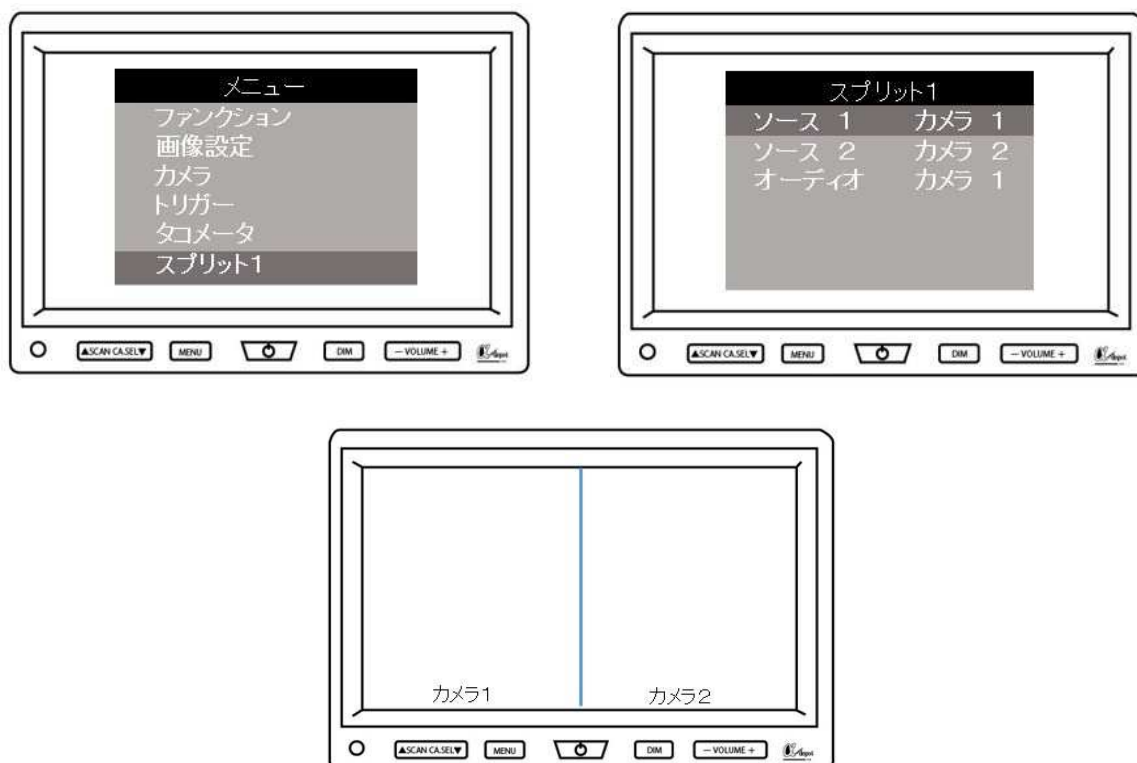 メニュー
ファンクション
画像設定
カメラ
トリガー
タコメータ
スプリット1
▲SCAN CA.SEL▼ MENU DIM − VOLUME +
スプリット1
ソース 1 カメラ 1
ソース 2 カメラ 2
オーディオ カメラ 1
▲SCAN CA.SEL▼ MENU DIM − VOLUME +
カメラ1 カメラ2
▲SCAN CA.SEL▼ MENU DIM − VOLUME +